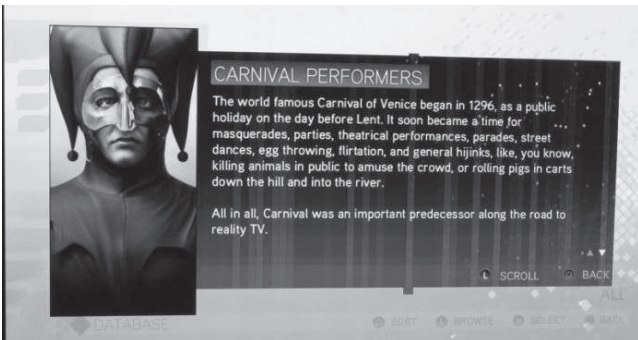 CARNIVAL PERFORMERS
The world famous Carnival of Venice began in 1296, as a public
holiday on the day before Lent. It soon became a time for
masquerades, parties, theatrical performances, parades, street
dances, egg throwing, flirtation, and general hijinks, like, you know,
killing animals in public to amuse the crowd, or rolling pigs in carts
down the hill and into the river.
All in all, Carnival was an important predecessor along the road to
reality TV.
L SCROLL BACK
ALL
DATABASE
SORT BROWSE SELECT BACK